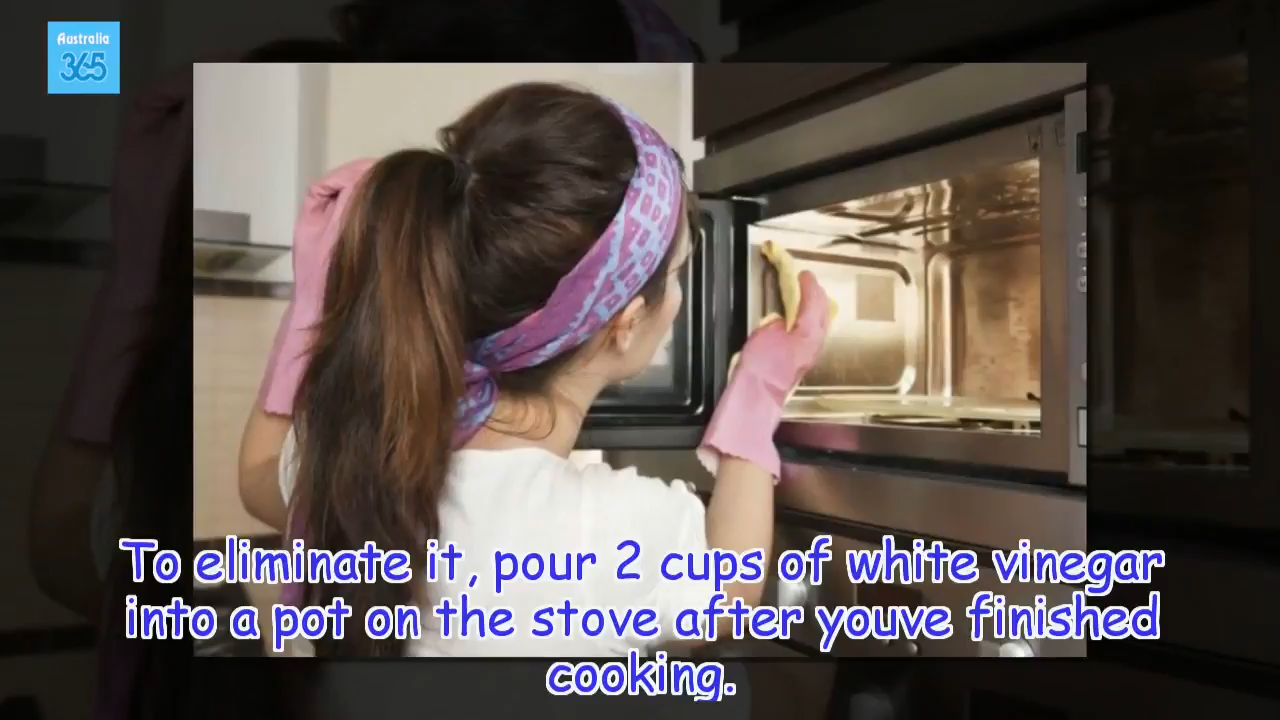 Australia
365
To eliminate it, pour 2 cups of white vinegar
into a pot on the stove after youve finished
cooking.